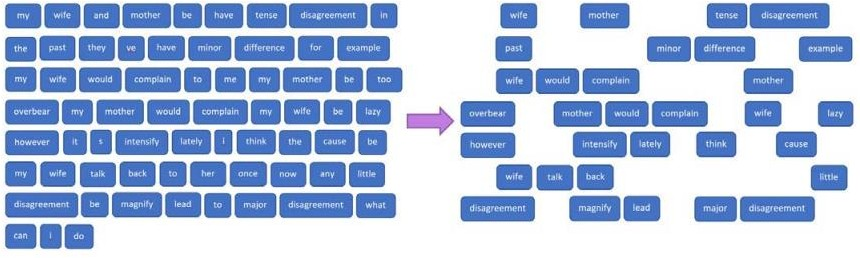 my wife and mother be have tense disagreement in
the past they ve have minor difference for example
my wife would complain to me my mother be too
overbear my mother would complain my wife be lazy
however it s intensify lately i think the cause be
my wife talk back to her once now any little
disagreement be magnify lead to major disagreement what
can i do
wife mother tense disagreement
past minor difference example
wife would complain mother
overbear mother would complain wife lazy
however intensify lately think cause
wife talk back little
disagreement magnify lead major disagreement